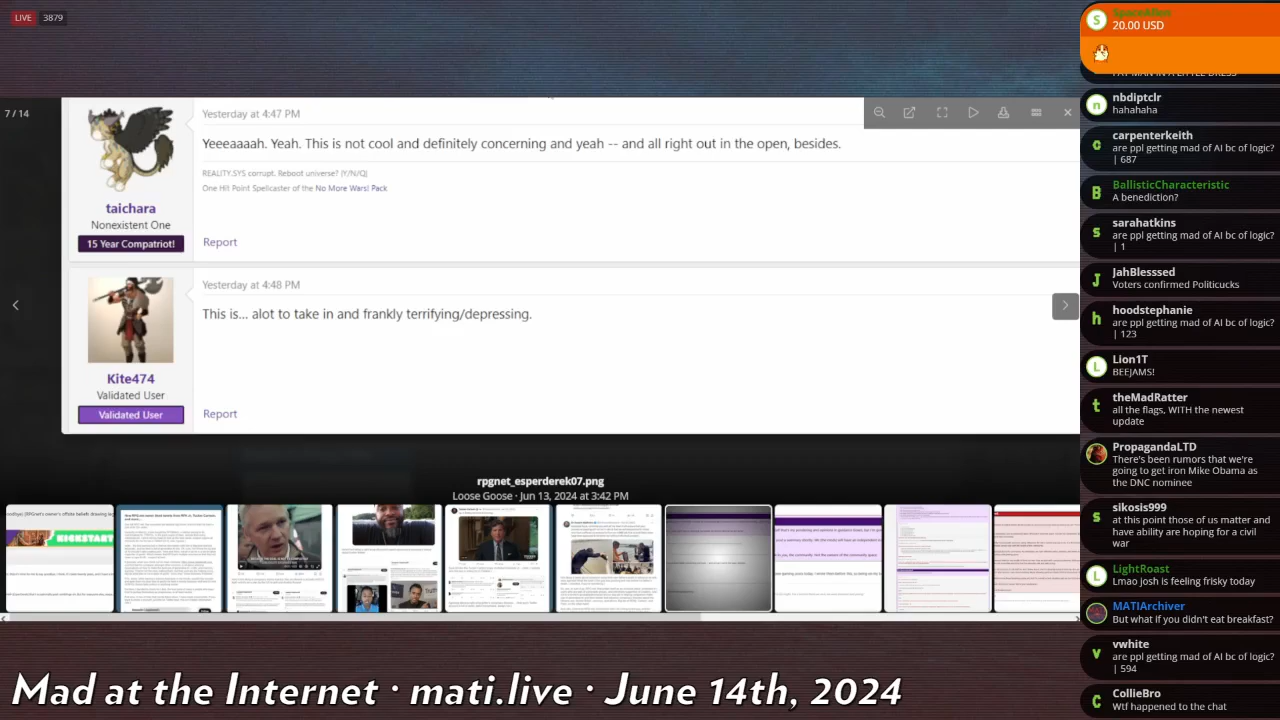 LIVE 3879
7 / 14
Yesterday at 4:47 PM
Yeeeaaaah. Yeah. This is not cool and definitely concerning and yeah -- and all right out in the open, besides.
REALITY.SYS corrupt. Reboot universe? (Y/N/Q)
One Hit Point Spellcaster of the No More Wars! Pack
taichara
Nonexistent One
15 Year Compatriot!
Report
Yesterday at 4:48 PM
This is... alot to take in and frankly terrifying/depressing.
Kite474
Validated User
Validated User
Report
rpgnet_esperderek07.png
Loose Goose · Jun 13, 2024 at 3:42 PM
Mad at the Internet · mati.live · June 14th, 2024
20.00 USD
nbdiptclr
hahahaha
carpenterkeith
are ppl getting mad of AI bc of logic?
| 687
BallisticCharacteristic
A benediction?
sarahatkins
are ppl getting mad of AI bc of logic?
| 1
JahBlesssed
Voters confirmed Politicucks
hoodstephanie
are ppl getting mad of AI bc of logic?
| 123
Lion1T
BEEJAMS!
theMadRatter
all the flags, WITH the newest
update
PropagandaLTD
There's been rumors that we're
going to get iron Mike Obama as
the DNC nominee
sikosis999
at this point those of us matter and
have ability are hoping for a civil
war
LightRoast
Lmao josh is feeling frisky today
MATIArchiver
But what if you didn't eat breakfast?
vwhite
are ppl getting mad of AI bc of logic?
| 594
CollieBro
Wtf happened to the chat